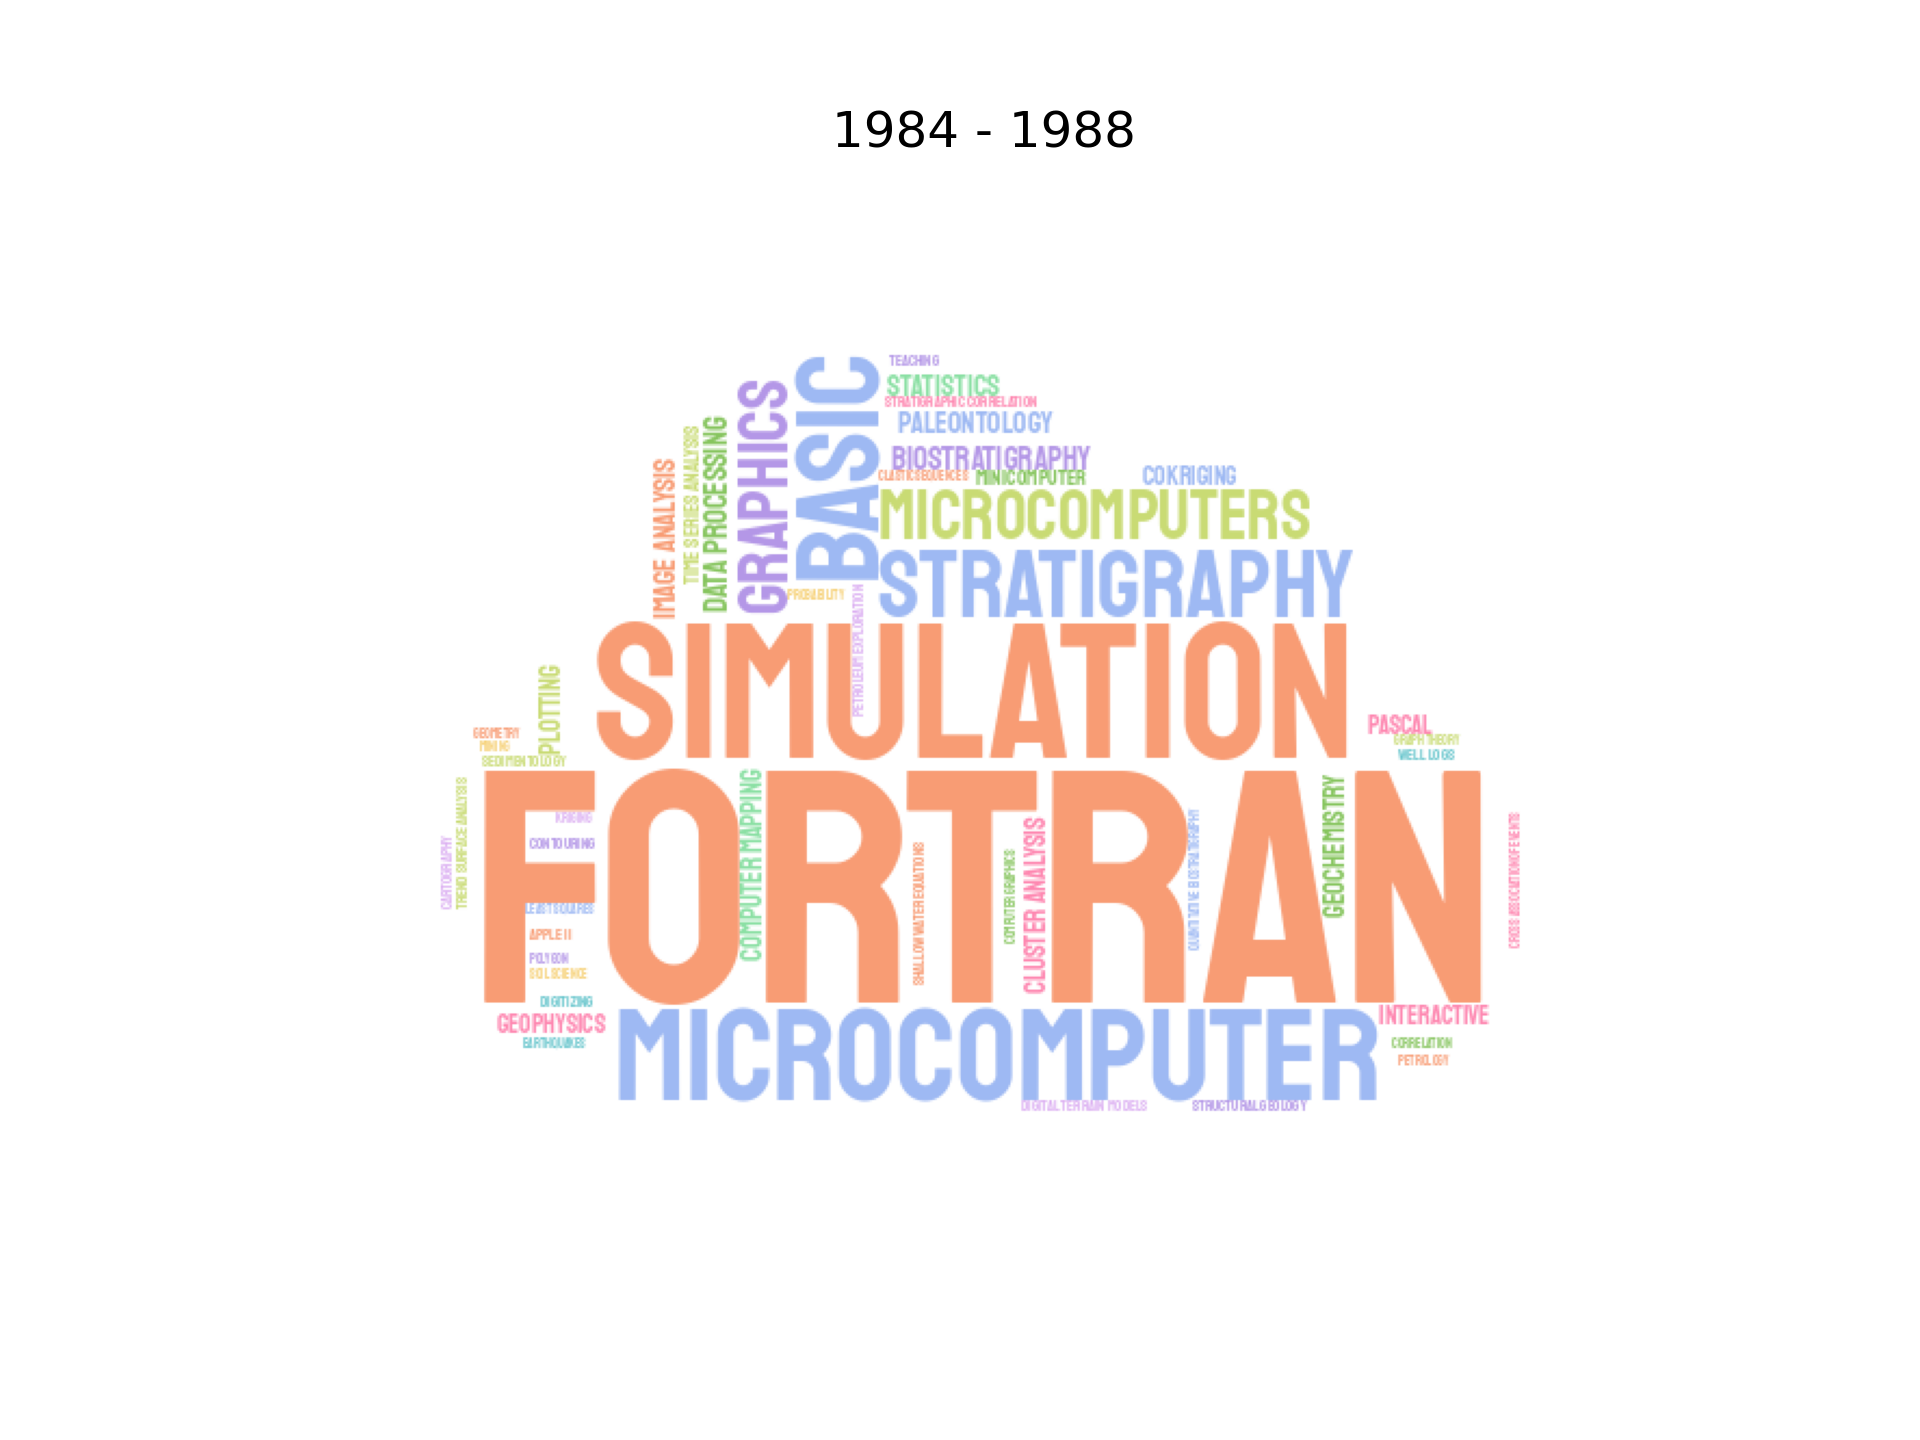 1984 - 1988
TEACHING
STATISTICS
STRATIGRAPHIC CORRELATION
PALEONTOLOGY
BIOSTRATIGRAPHY
CLASTIC SEQUENCES
MINICOMPUTER
COKRIGING
MICROCOMPUTERS
STRATIGRAPHY
BASIC
GRAPHICS
DATA PROCESSING
TIME SERIES ANALYSIS
IMAGE ANALYSIS
PROBABILITY
PETROLEUM EXPLORATION
SIMULATION
PLOTTING
GEOMETRY
MINING
SEDIMENTOLOGY
PASCAL
GRAPH THEORY
WELL LOGS
FORTRAN
CARTOGRAPHY
TREND SURFACE ANALYSIS
KRIGING
CONTOURING
LEAST SQUARES
APPLE II
POLYGON
SOIL SCIENCE
COMPUTER MAPPING
SHALLOW WATER EQUATIONS
COMPUTER GRAPHICS
CLUSTER ANALYSIS
QUANTITATIVE BIOSTRATIGRAPHY
GEOCHEMISTRY
CROSS ASSOCIATION OF EVENTS
DIGITIZING
GEOPHYSICS
EARTHQUAKES
MICROCOMPUTER
INTERACTIVE
CORRELATION
PETROLOGY
DIGITAL TERRAIN MODELS
STRUCTURAL GEOLOGY